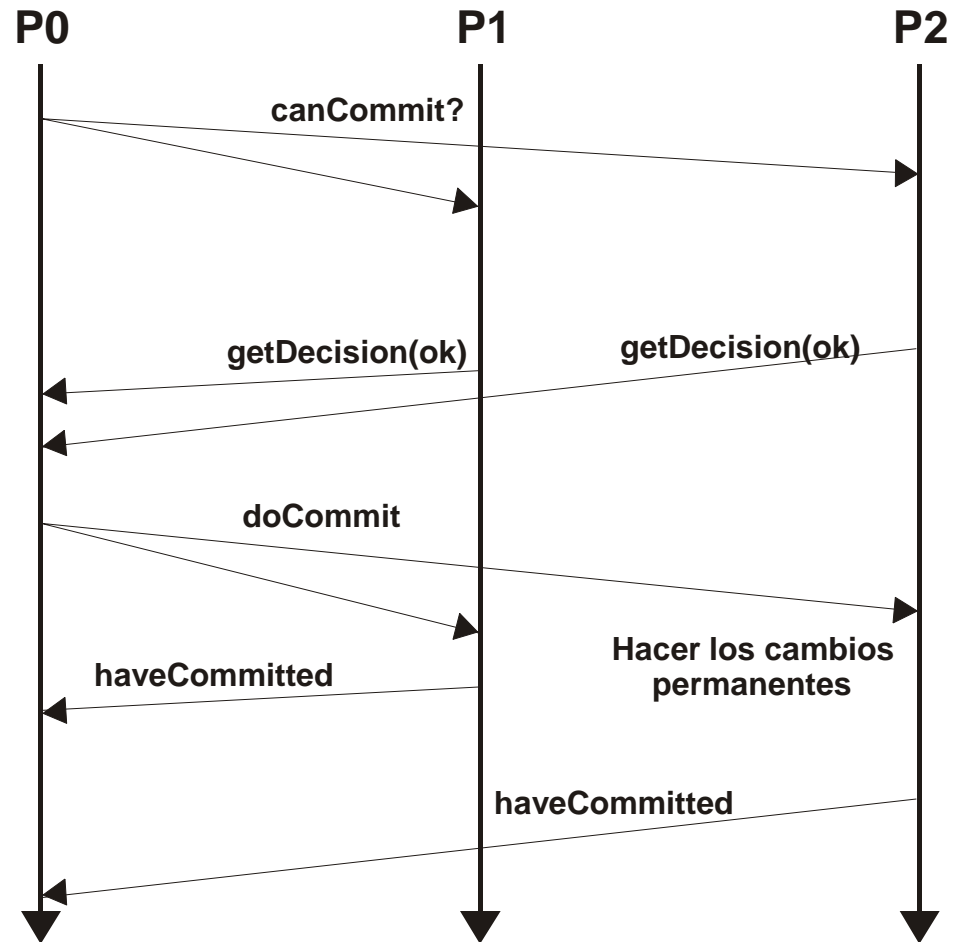 P0
P1
P2
canCommit?
getDecision(ok)
getDecision(ok)
doCommit
Hacer los cambios
permanentes
haveCommitted
haveCommitted